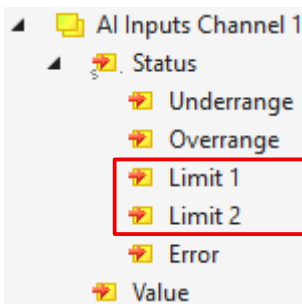 AI Inputs Channel 1
Status
Underrange
Overrange
Limit 1
Limit 2
Error
Value